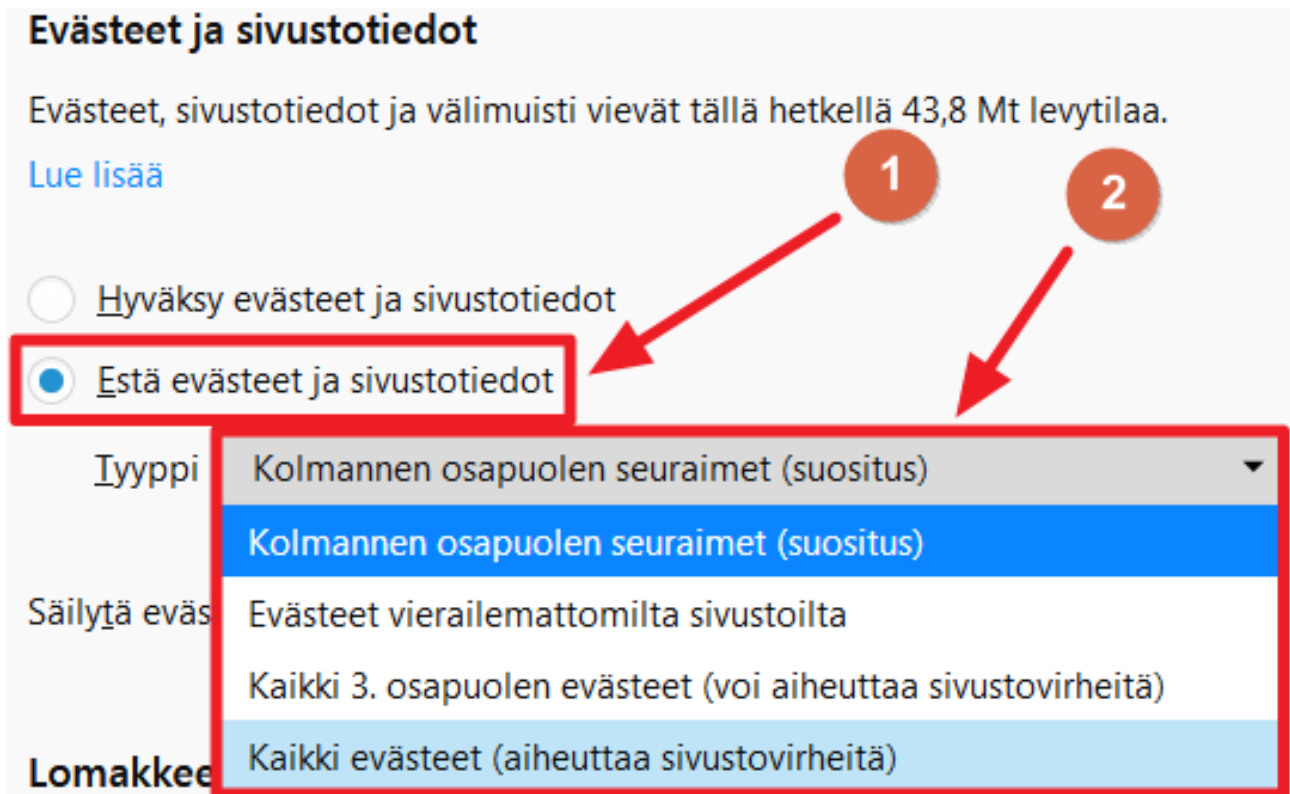 Evästeet ja sivustotiedot
Evästeet, sivustotiedot ja välimuisti vievät tällä hetkellä 43,8 Mt levytilaa.
Lue lisää
1
2
Hyväksy evästeet ja sivustotiedot
Estä evästeet ja sivustotiedot
Tyyppi Kolmannen osapuolen seuraimet (suositus)
Kolmannen osapuolen seuraimet (suositus)
Säilytä eväs Evästeet vierailemattomilta sivustoilta
Kaikki 3. osapuolen evästeet (voi aiheuttaa sivustovirheitä)
Lomakkee Kaikki evästeet (aiheuttaa sivustovirheitä)